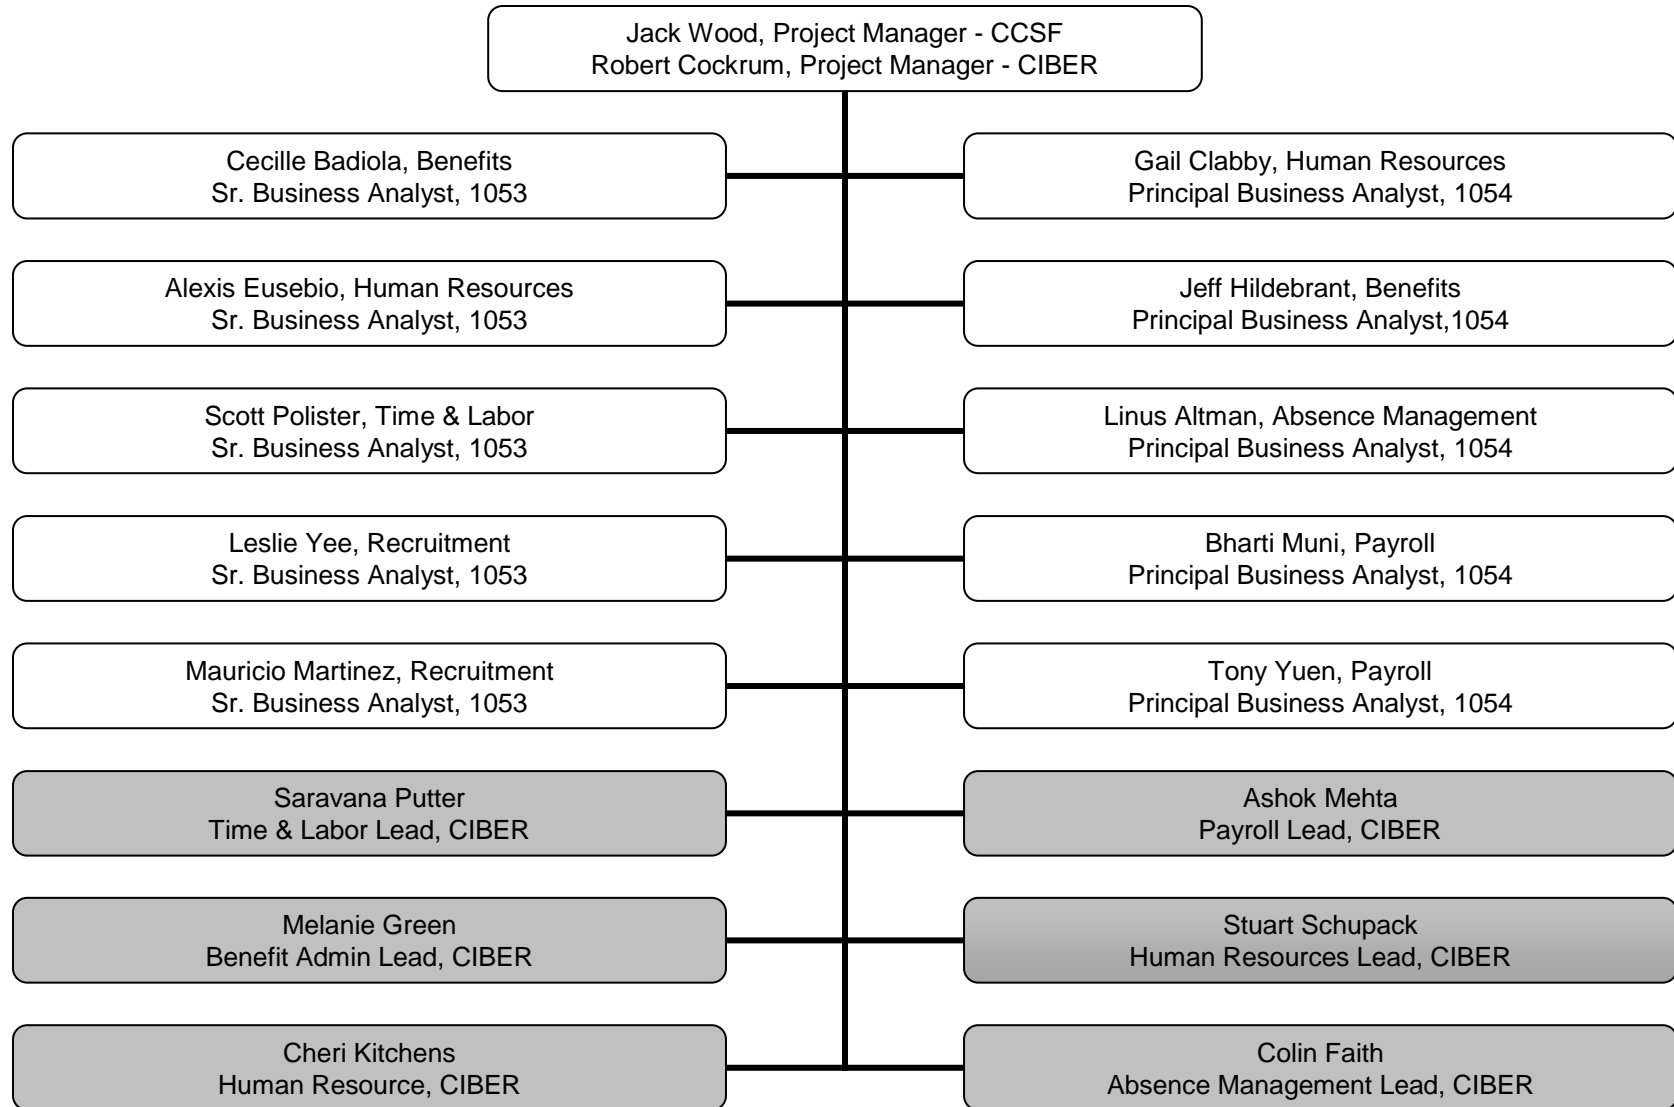 Jack Wood, Project Manager - CCSF
Robert Cockrum, Project Manager - CIBER
Cecille Badiola, Benefits
Sr. Business Analyst, 1053
Gail Clabby, Human Resources
Principal Business Analyst, 1054
Alexis Eusebio, Human Resources
Sr. Business Analyst, 1053
Jeff Hildebrant, Benefits
Principal Business Analyst,1054
Scott Polister, Time & Labor
Sr. Business Analyst, 1053
Linus Altman, Absence Management
Principal Business Analyst, 1054
Leslie Yee, Recruitment
Sr. Business Analyst, 1053
Bharti Muni, Payroll
Principal Business Analyst, 1054
Mauricio Martinez, Recruitment
Sr. Business Analyst, 1053
Tony Yuen, Payroll
Principal Business Analyst, 1054
Saravana Putter
Time & Labor Lead, CIBER
Ashok Mehta
Payroll Lead, CIBER
Melanie Green
Benefit Admin Lead, CIBER
Stuart Schupack
Human Resources Lead, CIBER
Cheri Kitchens
Human Resource, CIBER
Colin Faith
Absence Management Lead, CIBER